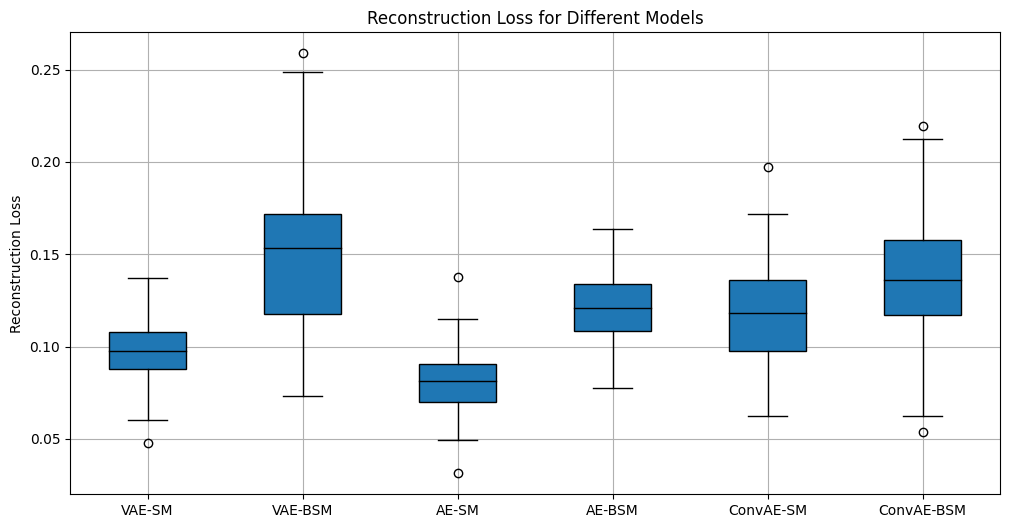 Reconstruction Loss for Different Models
Reconstruction Loss
0.25
0.20
0.15
0.10
0.05
VAE-SM
VAE-BSM
AE-SM
AE-BSM
ConvAE-SM
ConvAE-BSM